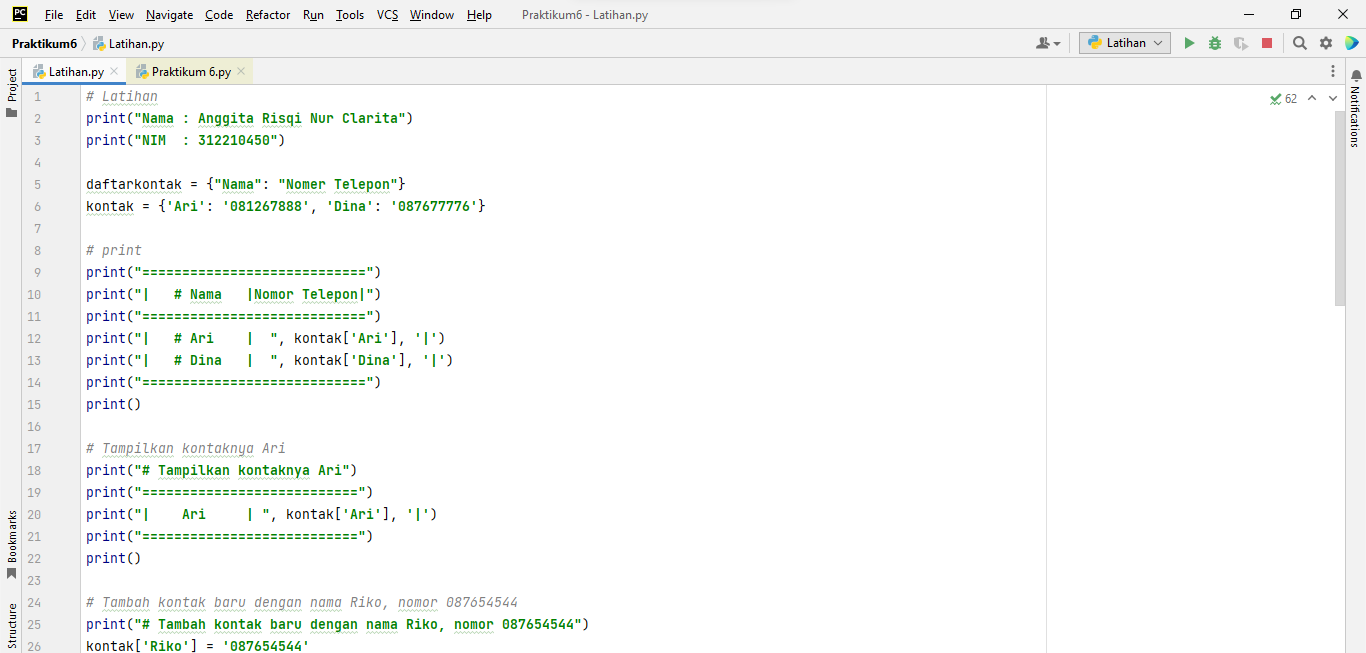 PC File Edit View Navigate Code Refactor Run Tools VCS Window Help Praktikum6 - Latihan.py
Praktikum6 Latihan.py Latihan
Latihan.py Praktikum 6.py
Project
Bookmarks
Structure
1 # Latihan
2 print("Nama : Anggita Risqi Nur Clarita")
3 print("NIM  : 312210450")
4
5 daftarkontak = {"Nama": "Nomer Telepon"}
6 kontak = {'Ari': '081267888', 'Dina': '087677776'}
7
8 # print
9 print("============================")
10 print("|   # Nama   |Nomor Telepon|")
11 print("============================")
12 print("|   # Ari    |  ", kontak['Ari'], '|')
13 print("|   # Dina   |  ", kontak['Dina'], '|')
14 print("============================")
15 print()
16
17 # Tampilkan kontaknya Ari
18 print("# Tampilkan kontaknya Ari")
19 print("===========================")
20 print("|    Ari     | ", kontak['Ari'], '|')
21 print("===========================")
22 print()
23
24 # Tambah kontak baru dengan nama Riko, nomor 087654544
25 print("# Tambah kontak baru dengan nama Riko, nomor 087654544")
26 kontak['Riko'] = '087654544'
62
Notifications